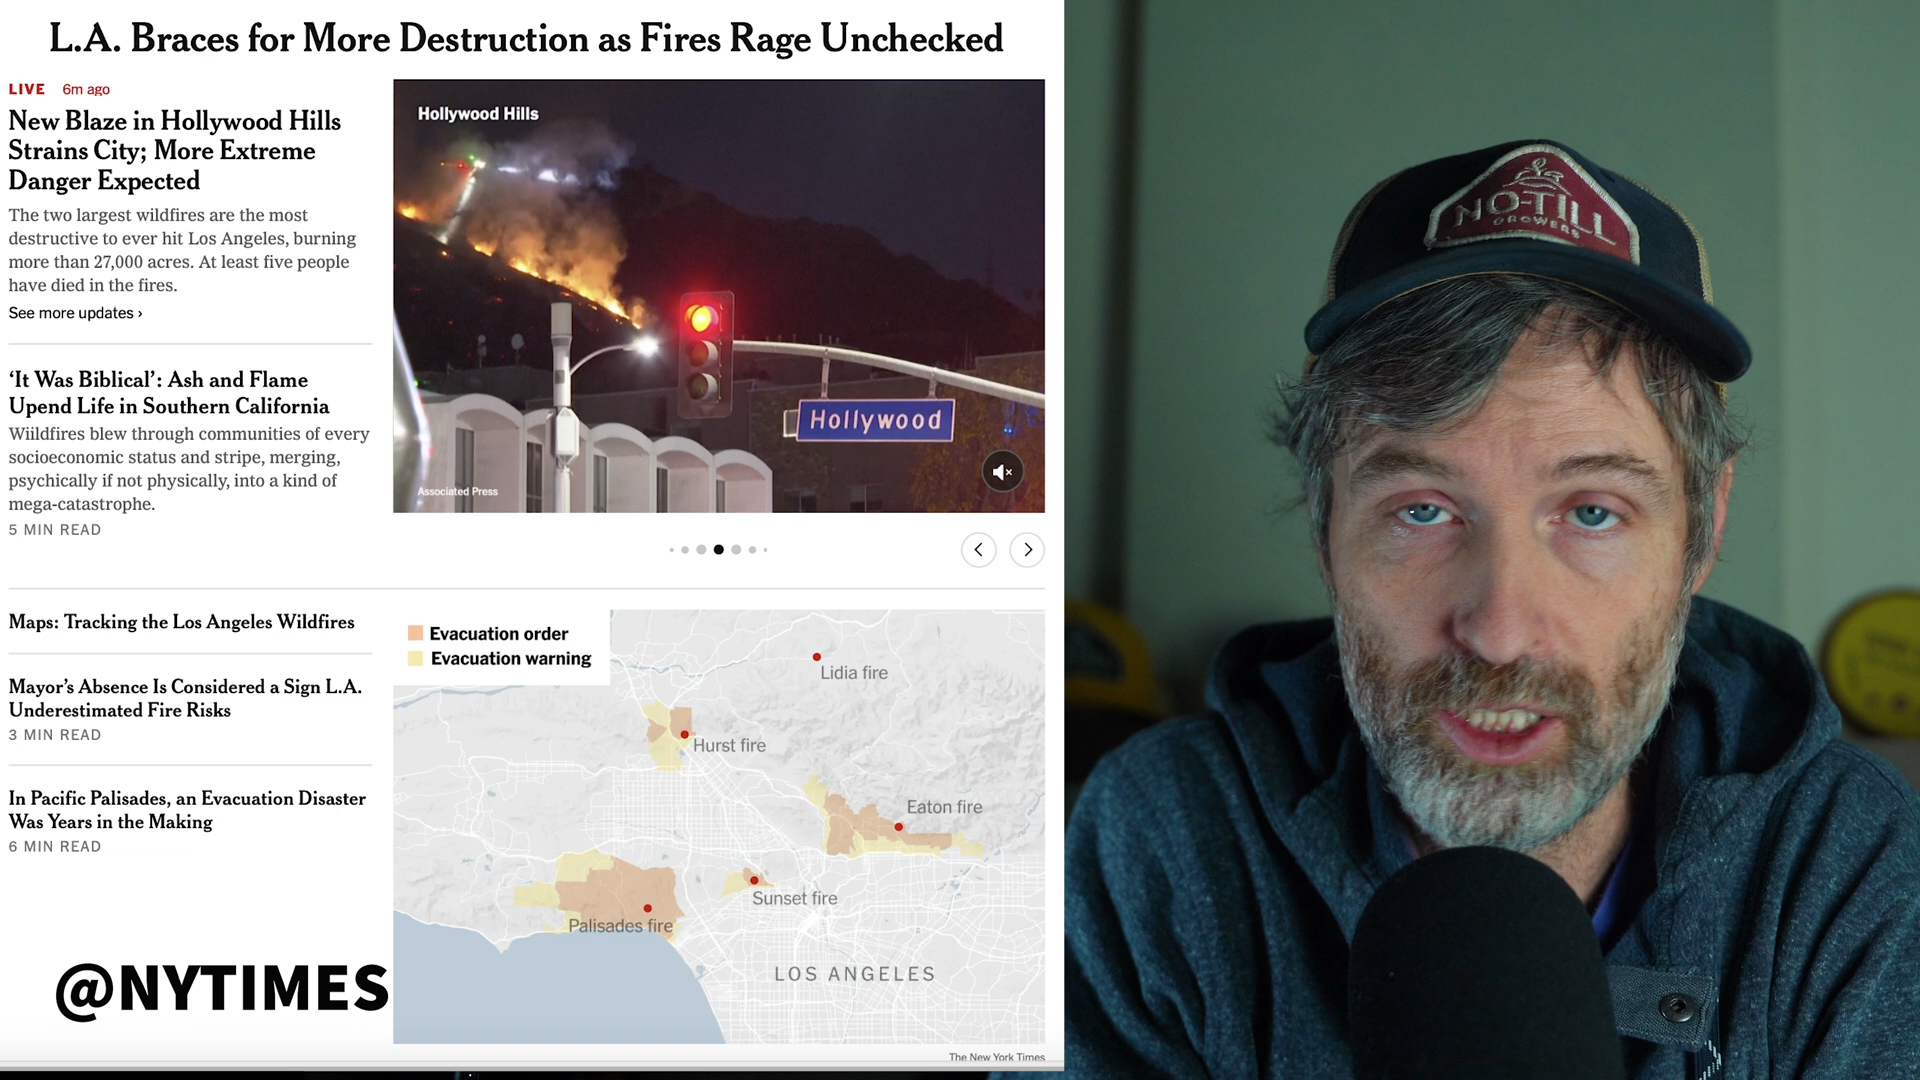 L.A. Braces for More Destruction as Fires Rage Unchecked
LIVE 6m ago
New Blaze in Hollywood Hills
Strains City; More Extreme
Danger Expected
The two largest wildfires are the most
destructive to ever hit Los Angeles, burning
more than 27,000 acres. At least five people
have died in the fires.
See more updates ›
‘It Was Biblical’: Ash and Flame
Upend Life in Southern California
Wiildfires blew through communities of every
socioeconomic status and stripe, merging,
psychically if not physically, into a kind of
mega-catastrophe.
5 MIN READ
Hollywood Hills
Hollywood
Associated Press
Maps: Tracking the Los Angeles Wildfires
Mayor’s Absence Is Considered a Sign L.A.
Underestimated Fire Risks
3 MIN READ
In Pacific Palisades, an Evacuation Disaster
Was Years in the Making
6 MIN READ
@NYTIMES
Evacuation order
Evacuation warning
Lidia fire
Hurst fire
Eaton fire
Sunset fire
Palisades fire
LOS ANGELES
The New York Times
NO-TILL
GROWERS